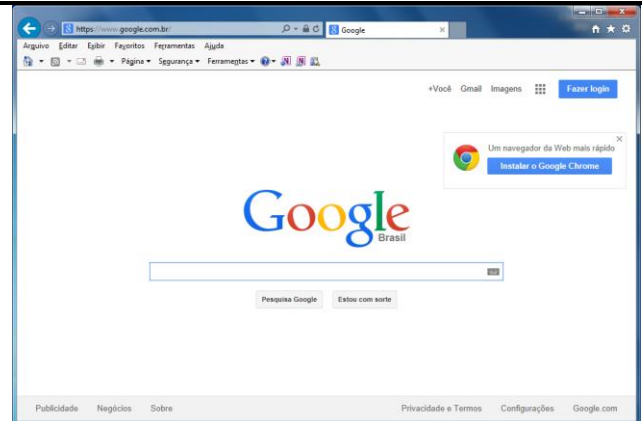 https://www.google.com.br/
Google
Arquivo Editar Exibir Favoritos Ferramentas Ajuda
Página Segurança Ferramentas
+Você Gmail Imagens Fazer login
Um navegador da Web mais rápido
Instalar o Google Chrome
Google
Brasil
Pesquisa Google Estou com sorte
Publicidade Negócios Sobre Privacidade e Termos Configurações Google.com